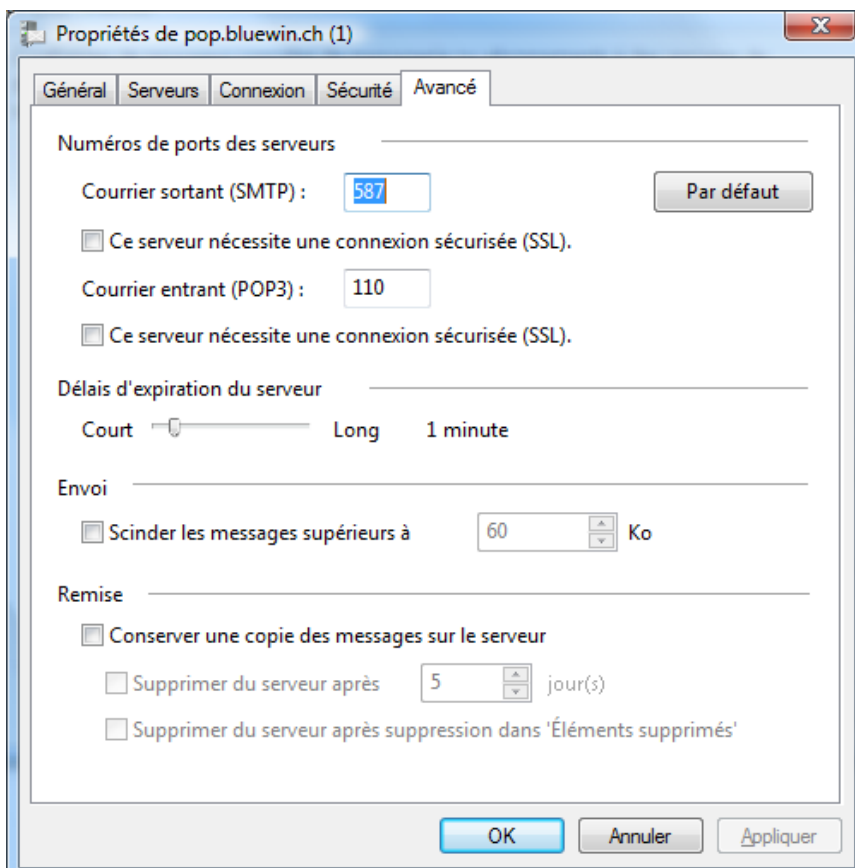 Propriétés de pop.bluewin.ch (1)
Général Serveurs Connexion Sécurité Avancé
Numéros de ports des serveurs
Courrier sortant (SMTP) : 587 Par défaut
Ce serveur nécessite une connexion sécurisée (SSL).
Courrier entrant (POP3) : 110
Ce serveur nécessite une connexion sécurisée (SSL).
Délais d'expiration du serveur
Court Long 1 minute
Envoi
Scinder les messages supérieurs à 60 Ko
Remise
Conserver une copie des messages sur le serveur
Supprimer du serveur après 5 jour(s)
Supprimer du serveur après suppression dans 'Éléments supprimés'
OK Annuler Appliquer